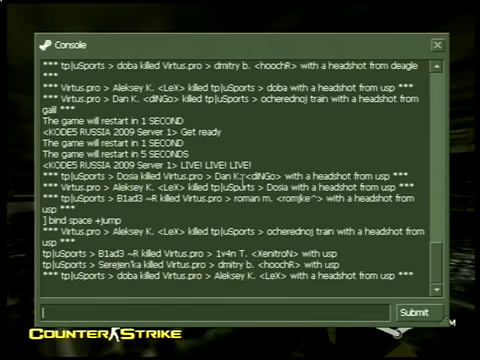 Console
*** tp|uSports > doba killed Virtus.pro > dmitry b. <hoochR> with a headshot from deagle
***
*** Virtus.pro > Aleksey K. <LeX> killed tp|uSports > doba with a headshot from usp ***
*** Virtus.pro > Dan K. <diNGo> killed tp|uSports > ocherednoj train with a headshot from
galil ***
The game will restart in 1 SECOND
<KODE5 RUSSIA 2009 Server 1> Get ready
The game will restart in 1 SECOND
The game will restart in 5 SECONDS
<KODE5 RUSSIA 2009 Server 1> LIVE! LIVE! LIVE!
*** tp|uSports > Dosia killed Virtus.pro > Dan K. <diNGo> with a headshot from usp ***
*** Virtus.pro > Aleksey K. <LeX> killed tp|uSports > Dosia with a headshot from usp ***
*** tp|uSports > B1ad3 ~R killed Virtus.pro > roman m. <romjke^> with a headshot from
usp ***
] bind space +jump
*** Virtus.pro > Aleksey K. <LeX> killed tp|uSports > ocherednoj train with a headshot from
usp ***
tp|uSports > B1ad3 ~R killed Virtus.pro > 1v4n T. <XenitroN> with usp
tp|uSports > Serejen'ka killed Virtus.pro > dmitry b. <hoochR> with usp
*** tp|uSports > doba killed Virtus.pro > Aleksey K. <LeX> with a headshot from usp ***
Submit
COUNTER STRIKE